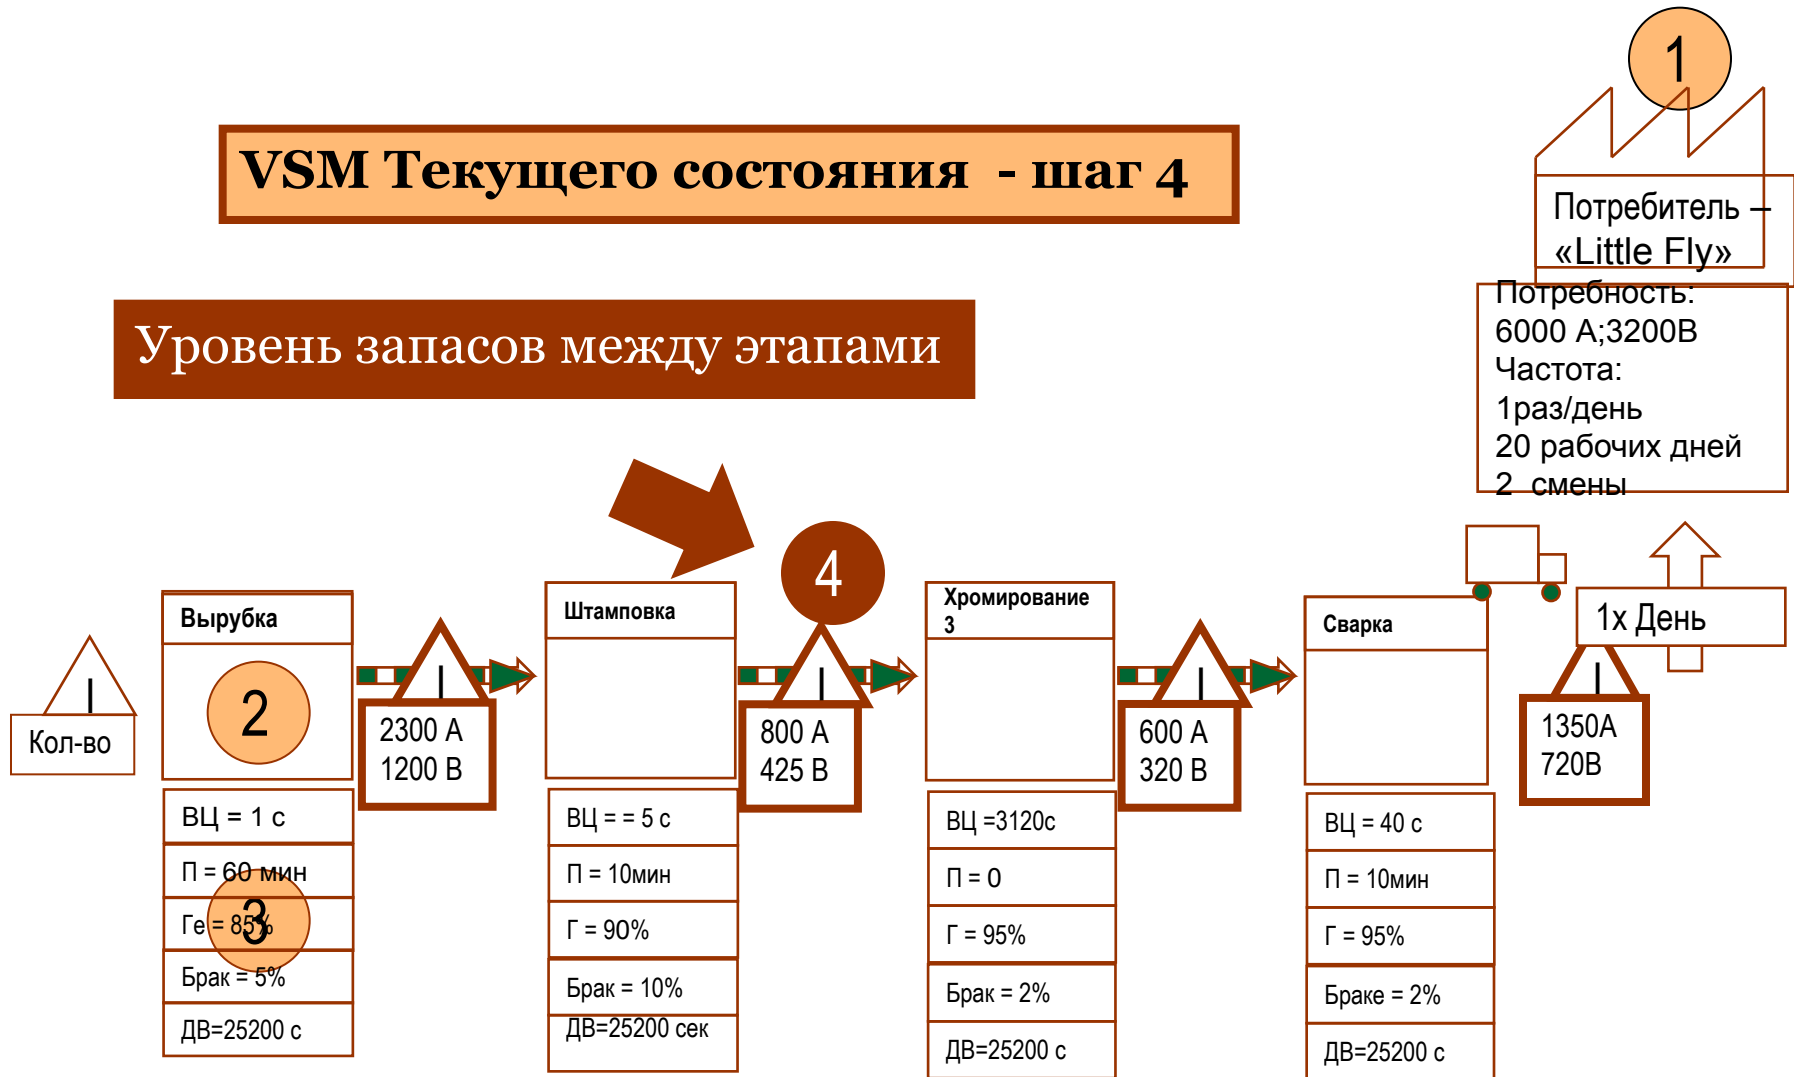 1
VSM Текущего состояния - шаг 4
Потребитель –
«Little Fly»
Уровень запасов между этапами
Потребность:
6000 А;3200В
Частота:
1раз/день
20 рабочих дней
2 смены
4
1х День
I
Кол-во
Вырубка
2
ВЦ = 1 с
П = 60 мин
Ге = 85%
3
Брак = 5%
ДВ=25200 с
I
2300 А
1200 В
Штамповка
ВЦ = = 5 с
П = 10мин
Г = 90%
Брак = 10%
ДВ=25200 сек
I
800 А
425 В
Хромирование
3
ВЦ =3120с
П = 0
Г = 95%
Брак = 2%
ДВ=25200 с
I
600 А
320 В
Сварка
ВЦ = 40 с
П = 10мин
Г = 95%
Браке = 2%
ДВ=25200 с
I
1350А
720В